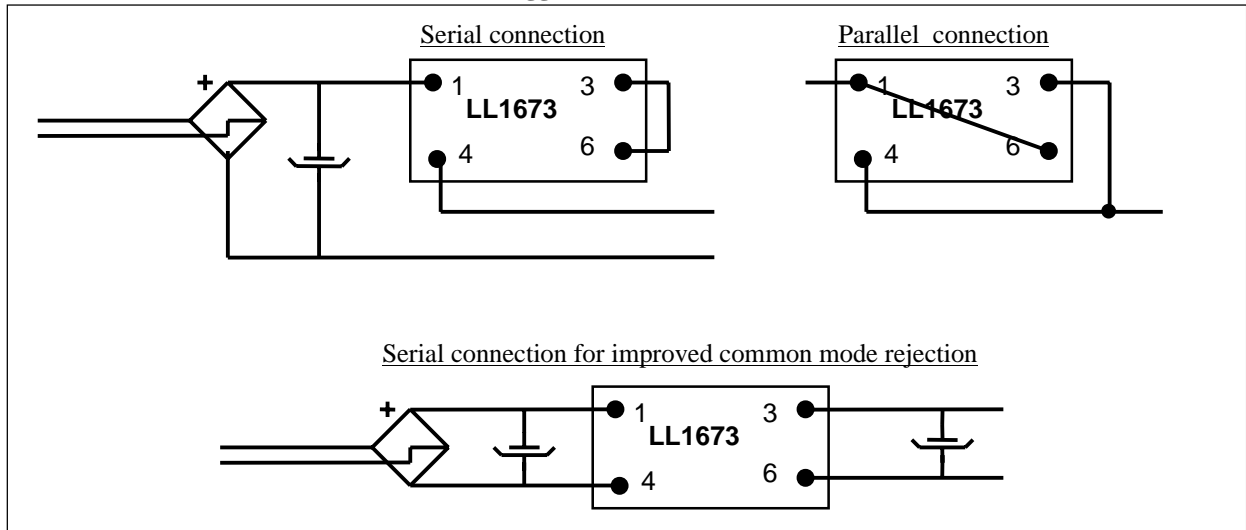 Serial connection
Parallel connection
+
1
3
LL1673
4
6
1
3
LL1673
4
6
Serial connection for improved common mode rejection
+
1
3
LL1673
4
6